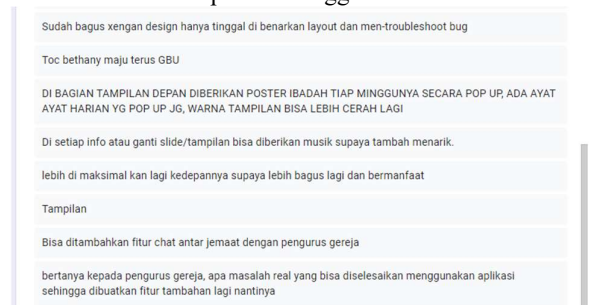 Sudah bagus xengan design hanya tinggal di benarkan layout dan men-troubleshoot bug
Toc bethany maju terus GBU
DI BAGIAN TAMPILAN DEPAN DIBERIKAN POSTER IBADAH TIAP MINGGUNYA SECARA POP UP, ADA AYAT
AYAT HARIAN YG POP UP JG, WARNA TAMPILAN BISA LEBIH CERAH LAGI
Di setiap info atau ganti slide/tampilan bisa diberikan musik supaya tambah menarik.
lebih di maksimal kan lagi kedepannya supaya lebih bagus lagi dan bermanfaat
Tampilan
Bisa ditambahkan fitur chat antar jemaat dengan pengurus gereja
bertanya kepada pengurus gereja, apa masalah real yang bisa diselesaikan menggunakan aplikasi
sehingga dibuatkan fitur tambahan lagi nantinya